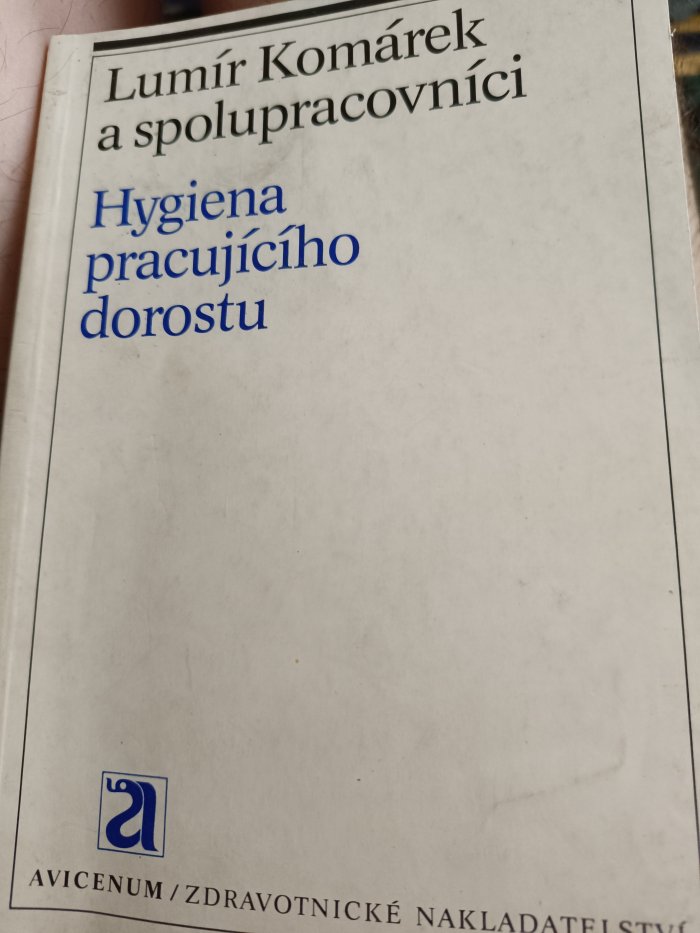 Lumír Komárek
a spolupracovníci
Hygiena
pracujícího
dorostu
a
AVICENUM / ZDRAVOTNICKÉ NAKLADATELSTVÍ